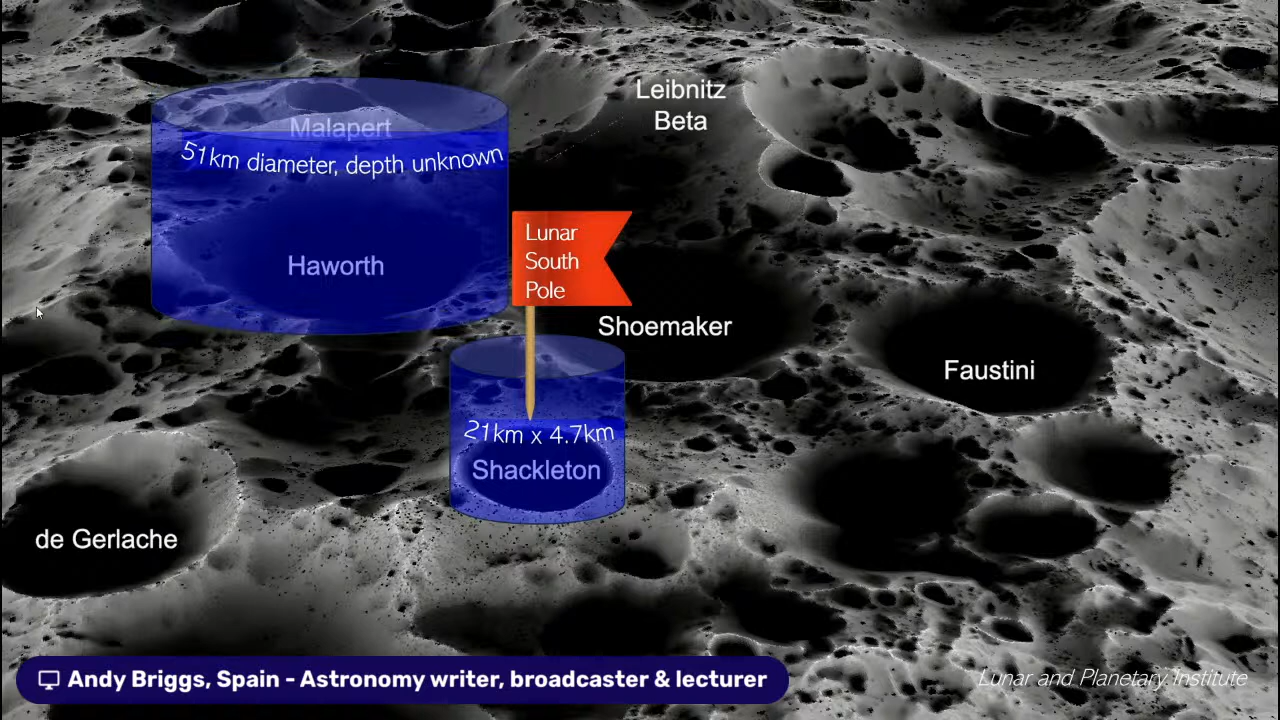 Leibnitz
Beta
Malapert
51km diameter, depth unknown
Haworth
Lunar
South
Pole
Shoemaker
Faustini
21km x 4.7km
Shackleton
de Gerlache
Andy Briggs, Spain - Astronomy writer, broadcaster & lecturer
Lunar and Planetary Institute